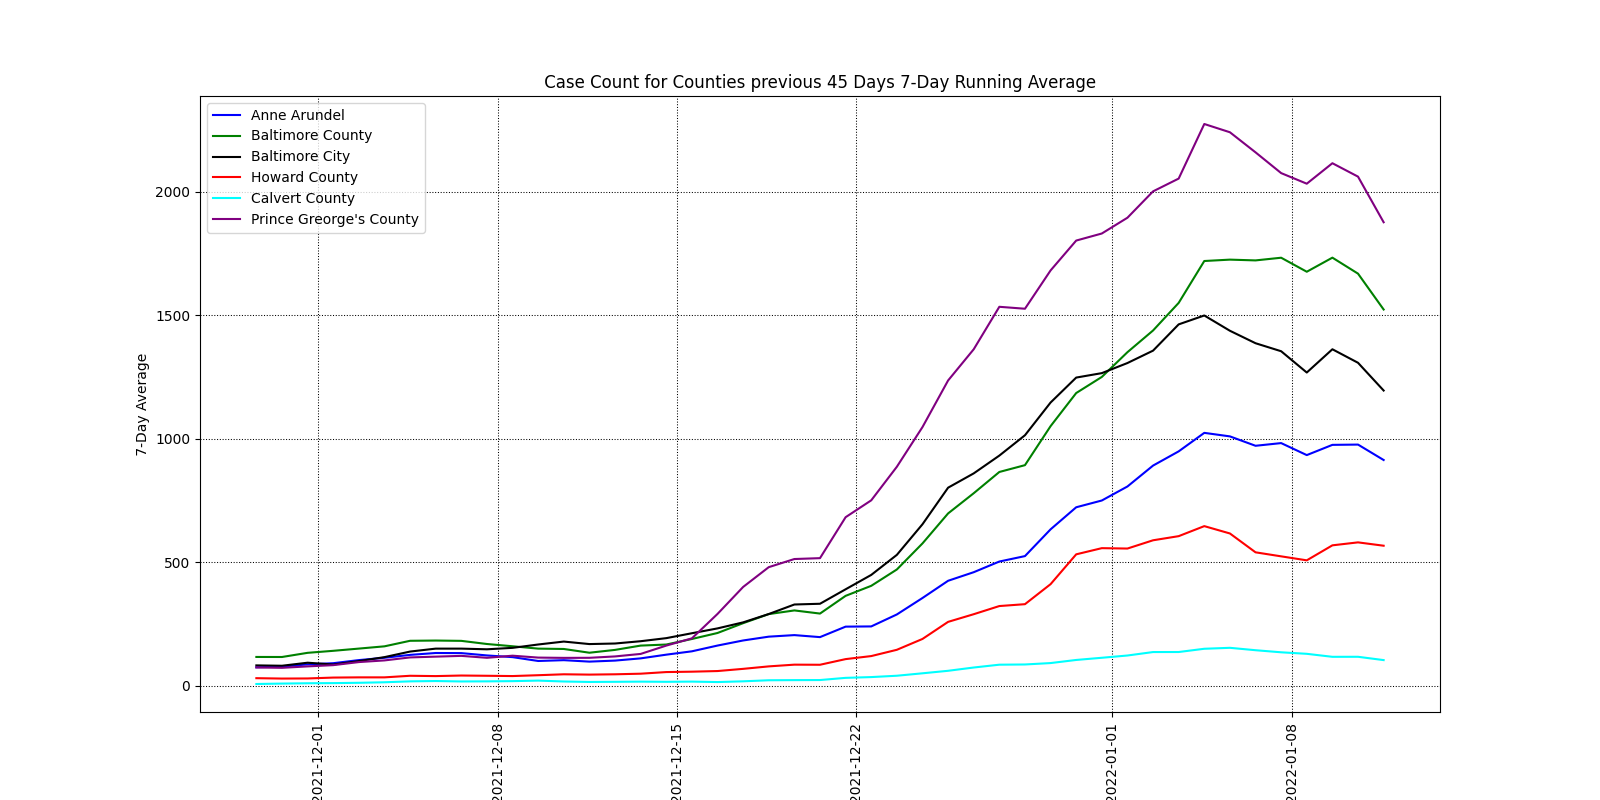 Case Count for Counties previous 45 Days 7-Day Running Average
Anne Arundel
Baltimore County
Baltimore City
Howard County
Calvert County
Prince Greorge's County
7-Day Average
2000
1500
1000
500
0
2021-12-01
2021-12-08
2021-12-15
2021-12-22
2022-01-01
2022-01-08